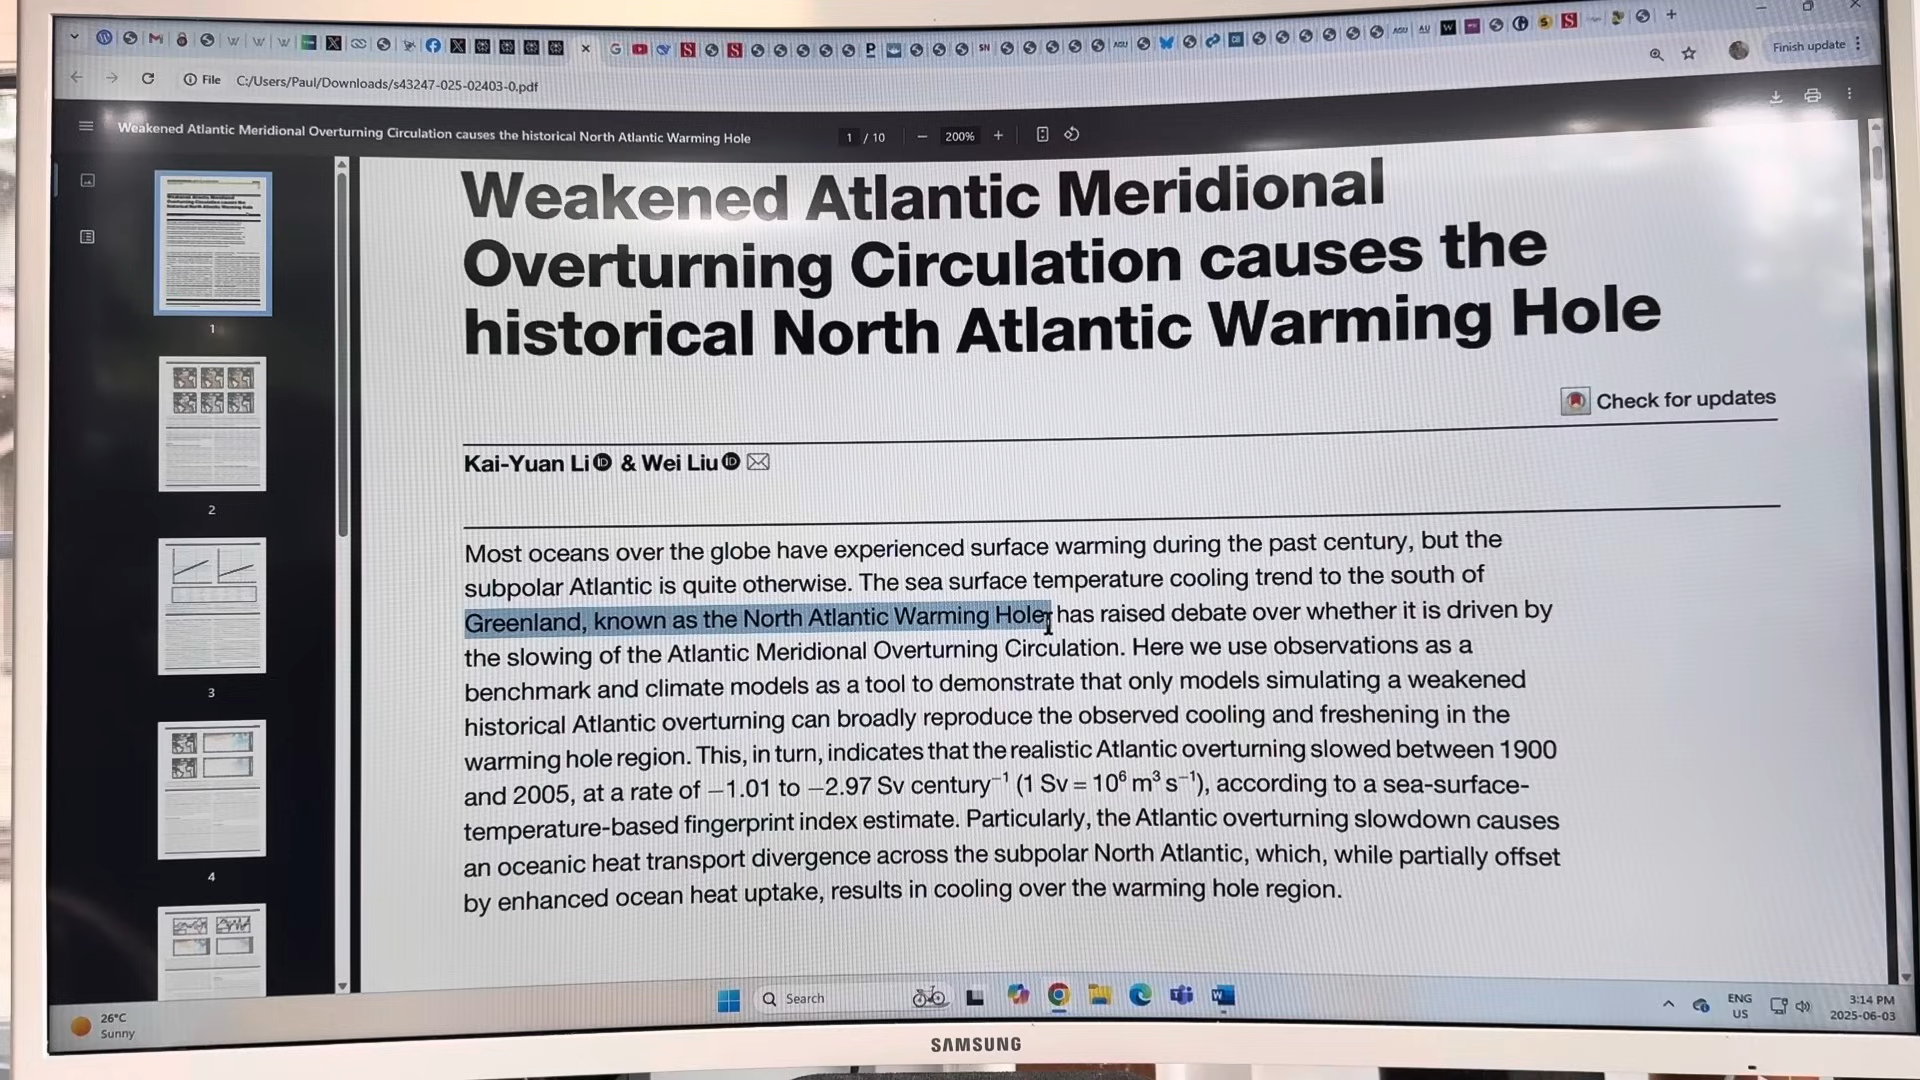 Finish update
File C:/Users/Paul/Downloads/s43247-025-02403-0.pdf
Weakened Atlantic Meridional Overturning Circulation causes the historical North Atlantic Warming Hole
1 / 10
200%
Weakened Atlantic Meridional
Overturning Circulation causes the
historical North Atlantic Warming Hole
Check for updates
Kai-Yuan Li & Wei Liu
Most oceans over the globe have experienced surface warming during the past century, but the
subpolar Atlantic is quite otherwise. The sea surface temperature cooling trend to the south of
Greenland, known as the North Atlantic Warming Hole, has raised debate over whether it is driven by
the slowing of the Atlantic Meridional Overturning Circulation. Here we use observations as a
benchmark and climate models as a tool to demonstrate that only models simulating a weakened
historical Atlantic overturning can broadly reproduce the observed cooling and freshening in the
warming hole region. This, in turn, indicates that the realistic Atlantic overturning slowed between 1900
and 2005, at a rate of −1.01 to −2.97 Sv century⁻¹ (1 Sv = 10⁶ m³ s⁻¹), according to a sea-surface-
temperature-based fingerprint index estimate. Particularly, the Atlantic overturning slowdown causes
an oceanic heat transport divergence across the subpolar North Atlantic, which, while partially offset
by enhanced ocean heat uptake, results in cooling over the warming hole region.
1
2
3
4
26°C
Sunny
Search
ENG
US
3:14 PM
2025-06-03
SAMSUNG